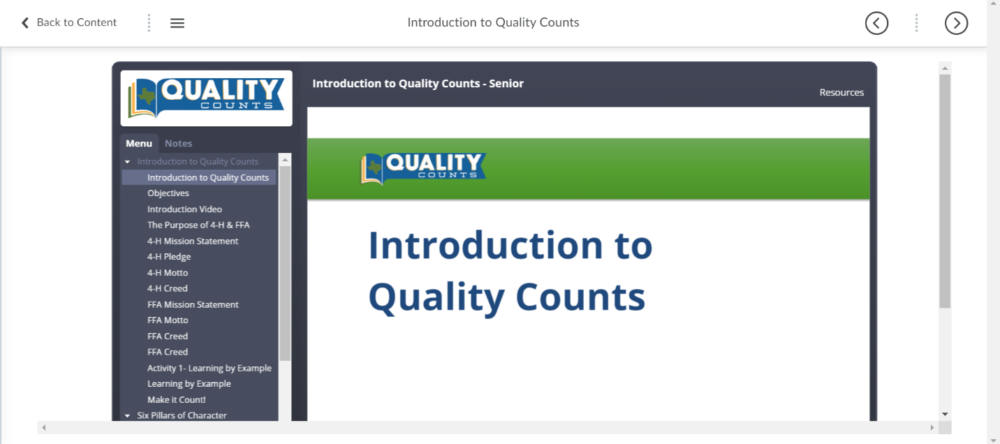 Back to Content
Introduction to Quality Counts
QUALITY
COUNTS
Introduction to Quality Counts - Senior
Resources
Menu Notes
Introduction to Quality Counts
Introduction to Quality Counts
Objectives
Introduction Video
The Purpose of 4-H & FFA
4-H Mission Statement
4-H Pledge
4-H Motto
4-H Creed
FFA Mission Statement
FFA Motto
FFA Creed
FFA Creed
Activity 1- Learning by Example
Learning by Example
Make it Count!
Six Pillars of Character
QUALITY
COUNTS
Introduction to
Quality Counts